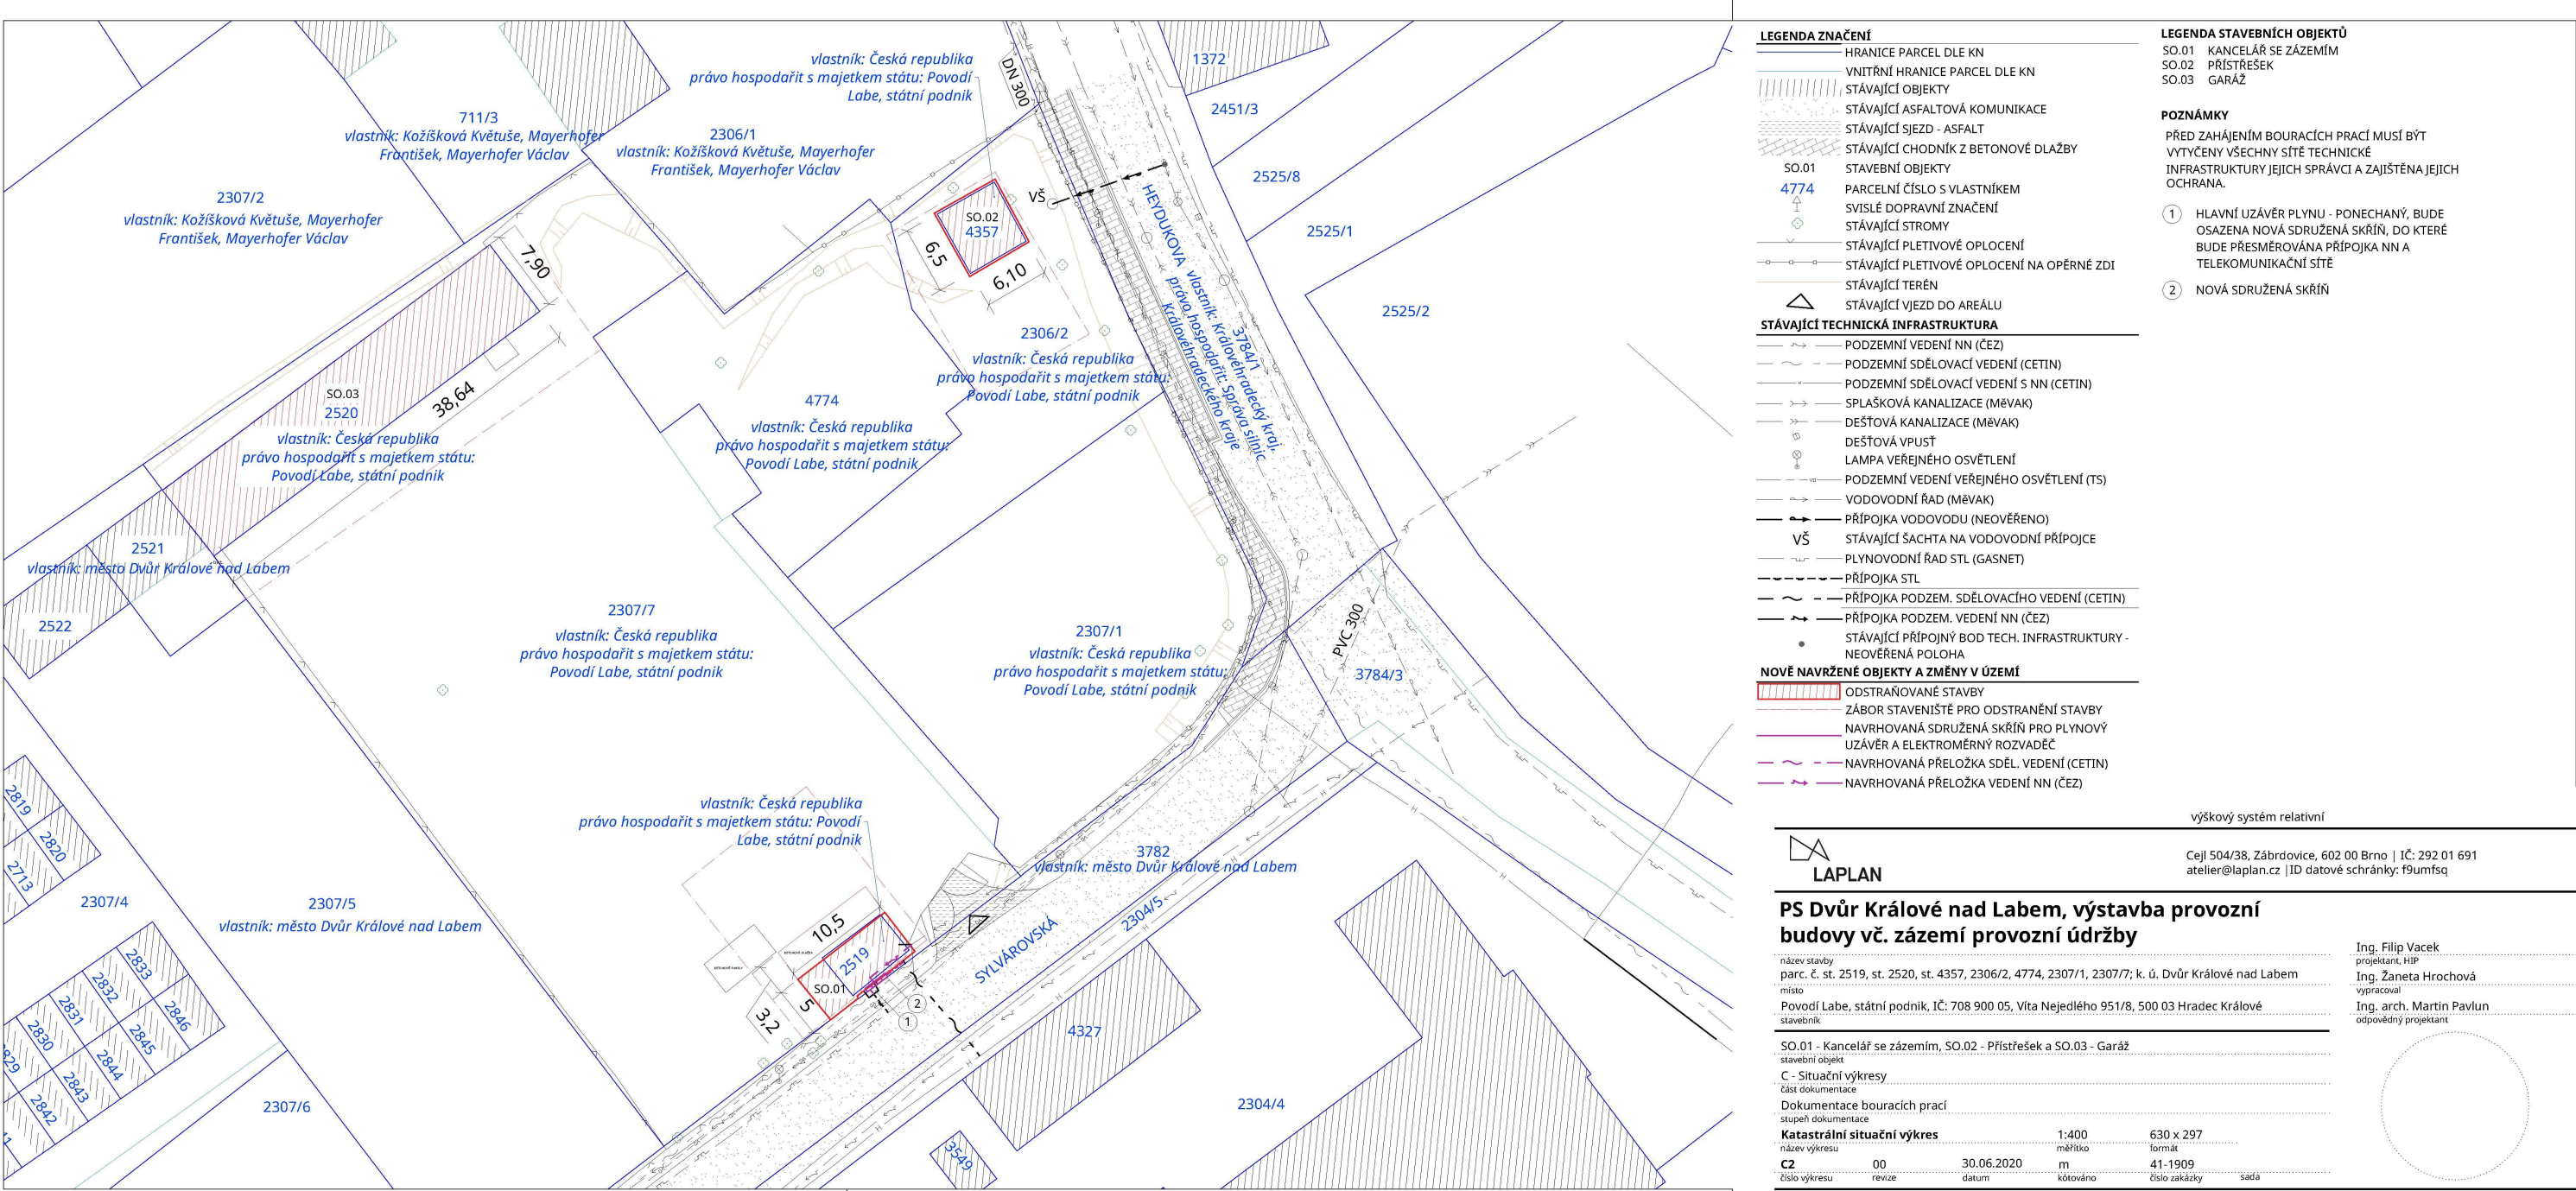 DN 300
1372
2451/3
2525/8
2525/1
2525/2
vlastník: Česká republika
právo hospodařit s majetkem státu: Povodí
Labe, státní podnik
711/3
vlastník: Kožíšková Květuše, Mayerhofer
František, Mayerhofer Václav
2306/1
vlastník: Kožíšková Květuše, Mayerhofer
František, Mayerhofer Václav
2307/2
vlastník: Kožíšková Květuše, Mayerhofer
František, Mayerhofer Václav
VŠ
SO.02
4357
6,5
6,10
7,90
HEYDUKOVA
3784/1
vlastník: Královéhradecký kraj,
právo hospodařit: Správa silnic
Královéhradeckého kraje
2306/2
vlastník: Česká republika
právo hospodařit s majetkem státu:
Povodí Labe, státní podnik
SO.03
2520
38,64
vlastník: Česká republika
právo hospodařit s majetkem státu:
Povodí Labe, státní podnik
4774
vlastník: Česká republika
právo hospodařit s majetkem státu:
Povodí Labe, státní podnik
2521
vlastník: město Dvůr Králové nad Labem
2522
2307/7
vlastník: Česká republika
právo hospodařit s majetkem státu:
Povodí Labe, státní podnik
2307/1
vlastník: Česká republika
právo hospodařit s majetkem státu:
Povodí Labe, státní podnik
PVC 300
3784/3
2819
2820
2713
2307/4
2307/5
vlastník: město Dvůr Králové nad Labem
vlastník: Česká republika
právo hospodařit s majetkem státu: Povodí
Labe, státní podnik
3782
vlastník: město Dvůr Králové nad Labem
2304/5
SYLVÁROVSKÁ
10,5
2519
SO.01
5
3,2
2
1
2833
2832
2831
2830
2846
2845
2844
2843
2842
2307/6
4327
2304/4
3549
LEGENDA ZNAČENÍ
HRANICE PARCEL DLE KN
VNITŘNÍ HRANICE PARCEL DLE KN
STÁVAJÍCÍ OBJEKTY
STÁVAJÍCÍ ASFALTOVÁ KOMUNIKACE
STÁVAJÍCÍ SJEZD - ASFALT
STÁVAJÍCÍ CHODNÍK Z BETONOVÉ DLAŽBY
SO.01 STAVEBNÍ OBJEKTY
4774 PARCELNÍ ČÍSLO S VLASTNÍKEM
SVISLÉ DOPRAVNÍ ZNAČENÍ
STÁVAJÍCÍ STROMY
STÁVAJÍCÍ PLETIVOVÉ OPLOCENÍ
STÁVAJÍCÍ PLETIVOVÉ OPLOCENÍ NA OPĚRNÉ ZDI
STÁVAJÍCÍ TERÉN
STÁVAJÍCÍ VJEZD DO AREÁLU
STÁVAJÍCÍ TECHNICKÁ INFRASTRUKTURA
PODZEMNÍ VEDENÍ NN (ČEZ)
PODZEMNÍ SDĚLOVACÍ VEDENÍ (CETIN)
PODZEMNÍ SDĚLOVACÍ VEDENÍ S NN (CETIN)
SPLAŠKOVÁ KANALIZACE (MěVAK)
DEŠŤOVÁ KANALIZACE (MěVAK)
DEŠŤOVÁ VPUSŤ
LAMPA VEŘEJNÉHO OSVĚTLENÍ
PODZEMNÍ VEDENÍ VEŘEJNÉHO OSVĚTLENÍ (TS)
VODOVODNÍ ŘAD (MěVAK)
PŘÍPOJKA VODOVODU (NEOVĚŘENO)
VŠ STÁVAJÍCÍ ŠACHTA NA VODOVODNÍ PŘÍPOJCE
PLYNOVODNÍ ŘAD STL (GASNET)
PŘÍPOJKA STL
PŘÍPOJKA PODZEM. SDĚLOVACÍHO VEDENÍ (CETIN)
PŘÍPOJKA PODZEM. VEDENÍ NN (ČEZ)
STÁVAJÍCÍ PŘÍPOJNÝ BOD TECH. INFRASTRUKTURY -
NEOVĚŘENÁ POLOHA
NOVĚ NAVRŽENÉ OBJEKTY A ZMĚNY V ÚZEMÍ
ODSTRAŇOVANÉ STAVBY
ZÁBOR STAVENIŠTĚ PRO ODSTRANĚNÍ STAVBY
NAVRHOVANÁ SDRUŽENÁ SKŘÍŇ PRO PLYNOVÝ
UZÁVĚR A ELEKTROMĚRNÝ ROZVADĚČ
NAVRHOVANÁ PŘELOŽKA SDĚL. VEDENÍ (CETIN)
NAVRHOVANÁ PŘELOŽKA VEDENÍ NN (ČEZ)
LEGENDA STAVEBNÍCH OBJEKTŮ
SO.01 KANCELÁŘ SE ZÁZEMÍM
SO.02 PŘÍSTŘEŠEK
SO.03 GARÁŽ
POZNÁMKY
PŘED ZAHÁJENÍM BOURACÍCH PRACÍ MUSÍ BÝT
VYTYČENY VŠECHNY SÍTĚ TECHNICKÉ
INFRASTRUKTURY JEJICH SPRÁVCI A ZAJIŠTĚNA JEJICH
OCHRANA.
1 HLAVNÍ UZÁVĚR PLYNU - PONECHANÝ, BUDE
OSAZENA NOVÁ SDRUŽENÁ SKŘÍŇ, DO KTERÉ
BUDE PŘESMĚROVÁNA PŘÍPOJKA NN A
TELEKOMUNIKAČNÍ SÍTĚ
2 NOVÁ SDRUŽENÁ SKŘÍŇ
výškový systém relativní
LAPLAN
Cejl 504/38, Zábrdovice, 602 00 Brno | IČ: 292 01 691
atelier@laplan.cz |ID datové schránky: f9umfsq
PS Dvůr Králové nad Labem, výstavba provozní
budovy vč. zázemí provozní údržby
název stavby
parc. č. st. 2519, st. 2520, st. 4357, 2306/2, 4774, 2307/1, 2307/7; k. ú. Dvůr Králové nad Labem
místo
Povodí Labe, státní podnik, IČ: 708 900 05, Víta Nejedlého 951/8, 500 03 Hradec Králové
stavebník
Ing. Filip Vacek
projektant, HIP
Ing. Žaneta Hrochová
vypracoval
Ing. arch. Martin Pavlun
odpovědný projektant
SO.01 - Kancelář se zázemím, SO.02 - Přístřešek a SO.03 - Garáž
stavební objekt
C - Situační výkresy
část dokumentace
Dokumentace bouracích prací
stupeň dokumentace
Katastrální situační výkres 1:400 630 x 297
název výkresu měřítko formát
C2 00 30.06.2020 m 41-1909
číslo výkresu revize datum kótováno číslo zakázky sada